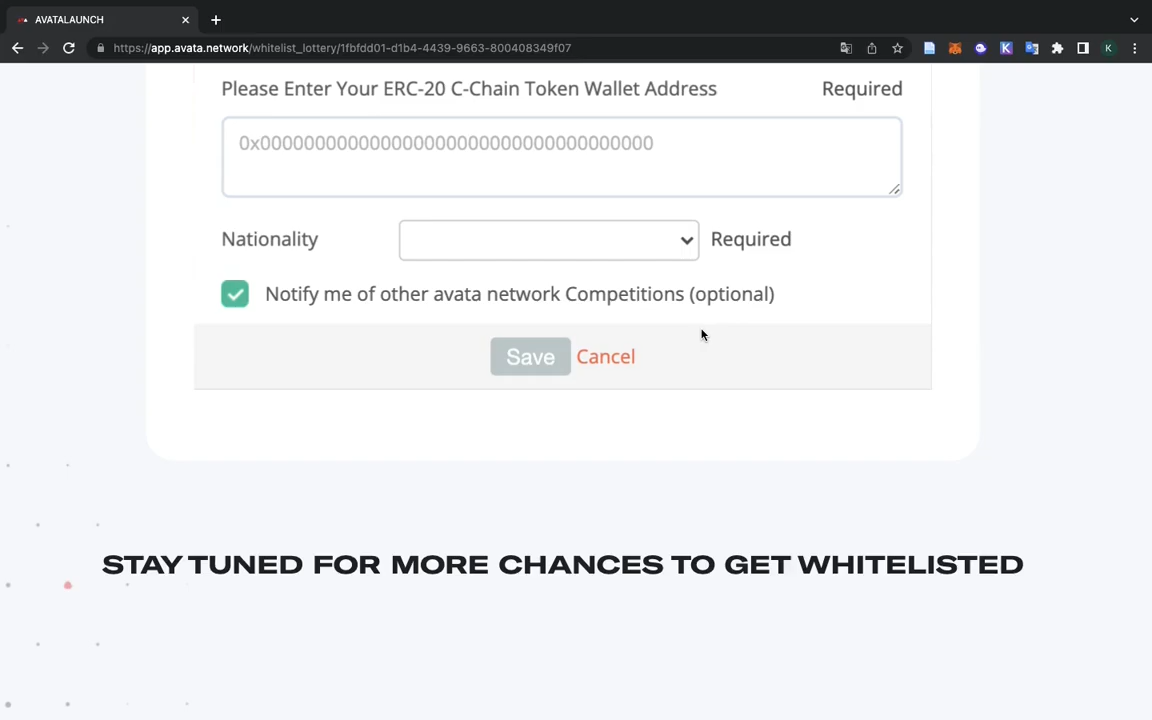 AVATALAUNCH
https://app.avata.network/whitelist_lottery/1fbfdd01-d1b4-4439-9663-800408349f07
K
K
Please Enter Your ERC-20 C-Chain Token Wallet Address Required
0x00000000000000000000000000000000000
Nationality Required
Notify me of other avata network Competitions (optional)
Save Cancel
STAY TUNED FOR MORE CHANCES TO GET WHITELISTED